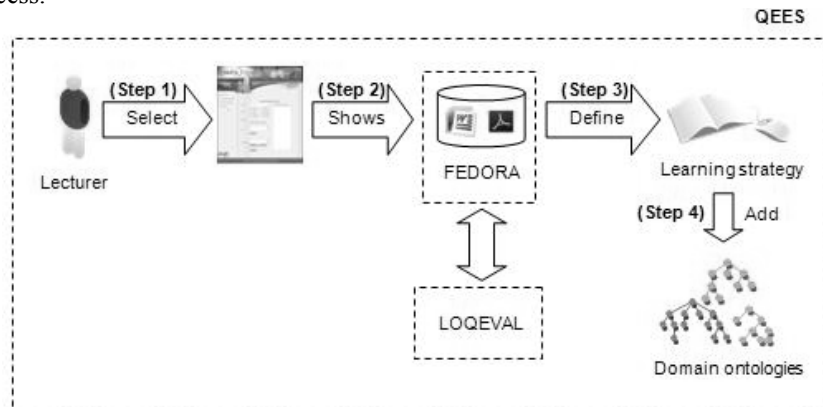 QEES
(Step 1)
Select
(Step 2)
Shows
(Step 3)
Define
Lecturer
FEDORA
Learning strategy
(Step 4) Add
LOQEVAL
Domain ontologies